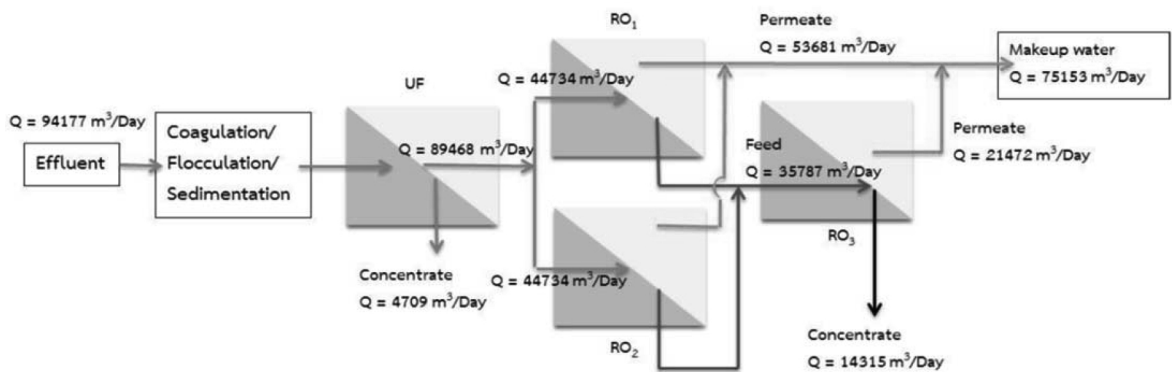 Q = 94177 m³/Day
Effluent
Coagulation/
Flocculation/
Sedimentation
UF
Q = 89468 m³/Day
Concentrate
Q = 4709 m³/Day
RO₁
Q = 44734 m³/Day
Q = 44734 m³/Day
RO₂
Permeate
Q = 53681 m³/Day
Feed
Q = 35787 m³/Day
RO₃
Permeate
Q = 21472 m³/Day
Concentrate
Q = 14315 m³/Day
Makeup water
Q = 75153 m³/Day